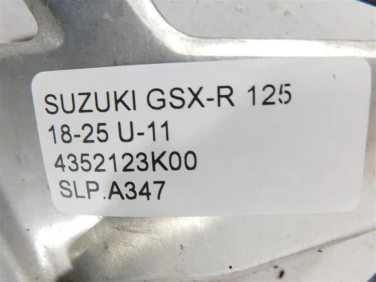 SUZUKI GSX-R 125
18-25 U-11
4352123K00
SLP.A347